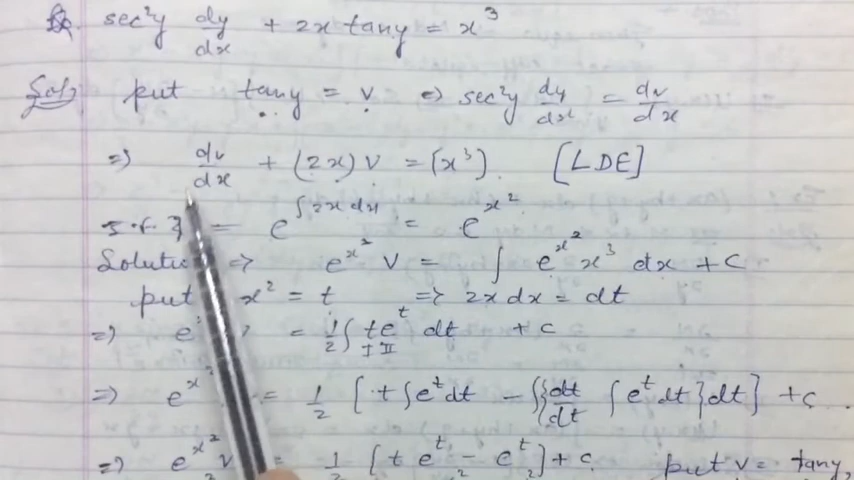 sec²y dy/dx + 2x tany = x³
Sol? put tany = v ⇒ sec²y dy/dx = dv/dx
⇒ dv/dx + (2x)v = (x³). [LDE]
I.F = e^∫2x dx = e^x²
Solution ⇒ e^x² v = ∫ e^x² x³ dx + C
put x² = t ⇒ 2x dx = dt
⇒ = 1/2 ∫ t e^t dt + C
I II
⇒ e^x² = 1/2 [t ∫e^t dt - ∫{dt/dt ∫e^t dt} dt] + C.
⇒ e^x² v = 1/2 [t e^t - e^t] + C put v = tany,